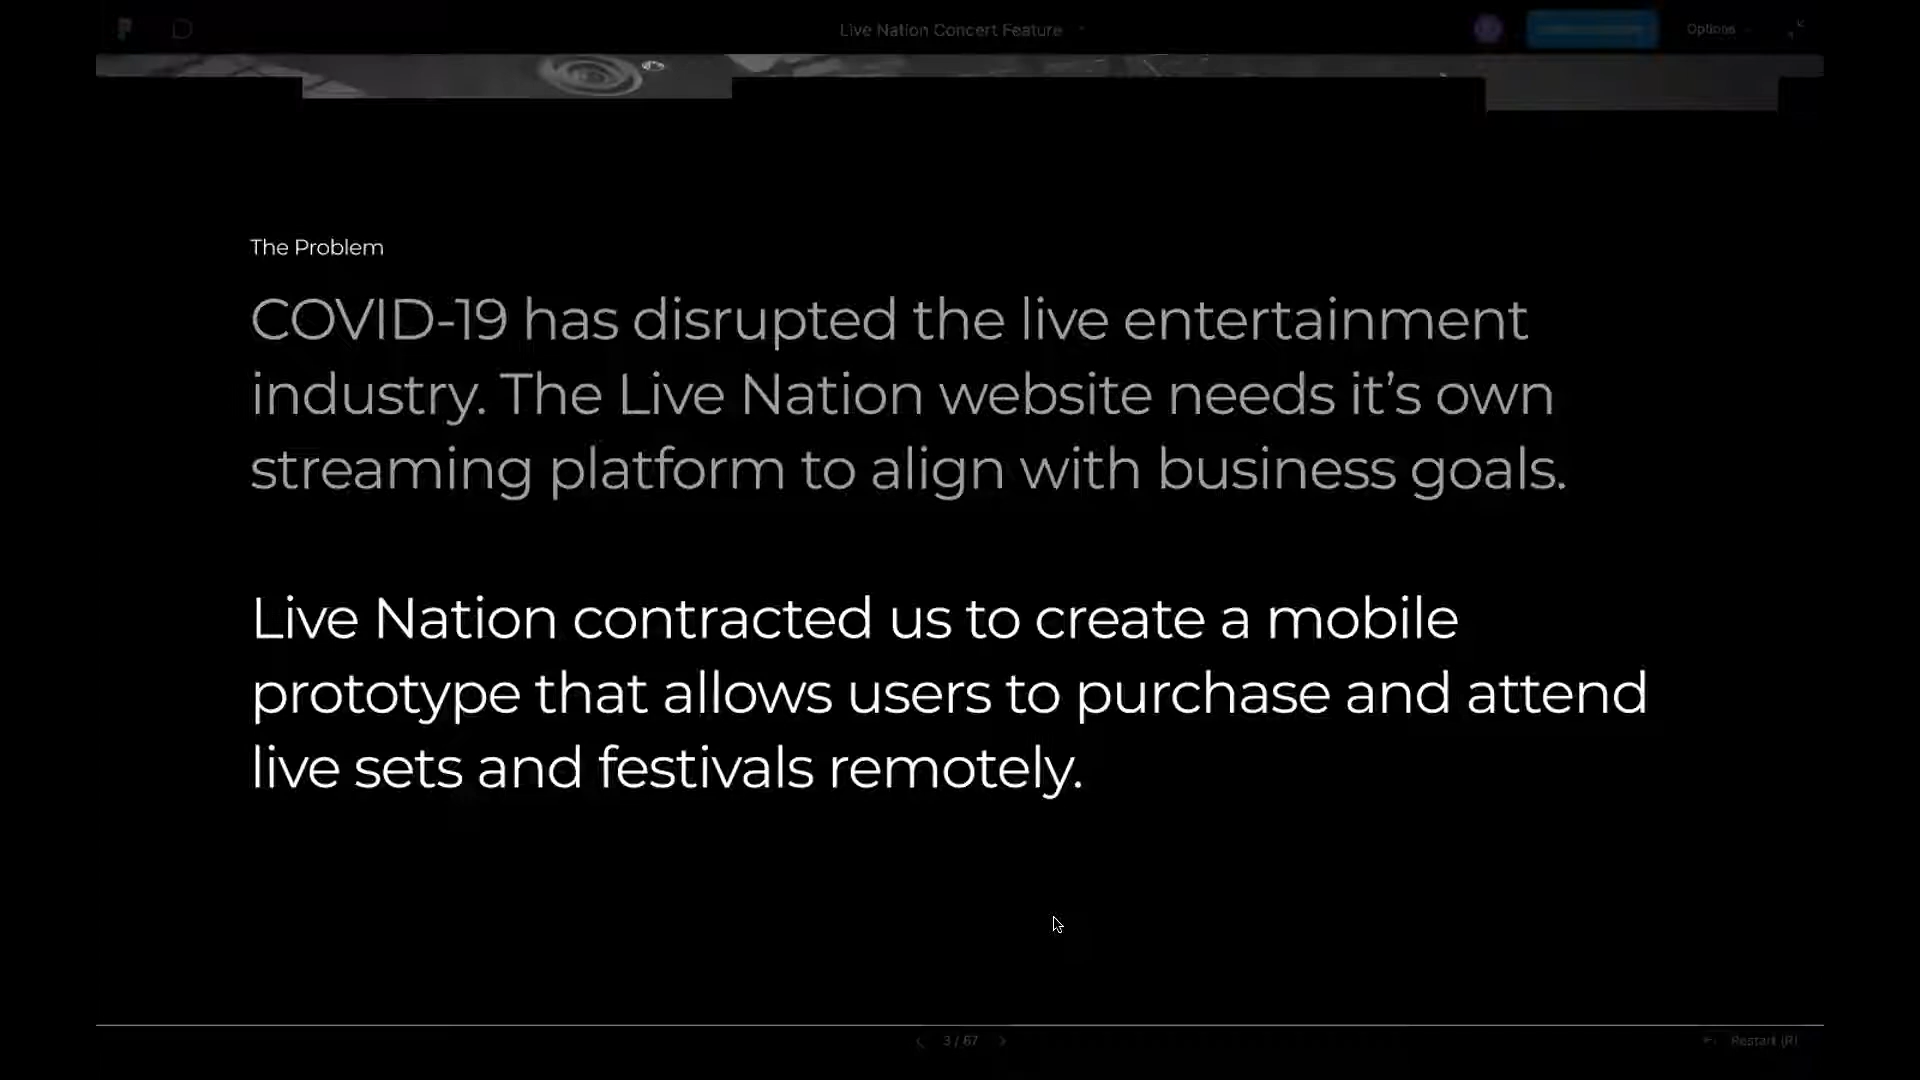 Live Nation Concert Feature
Options
The Problem
COVID-19 has disrupted the live entertainment
industry. The Live Nation website needs it’s own
streaming platform to align with business goals.
Live Nation contracted us to create a mobile
prototype that allows users to purchase and attend
live sets and festivals remotely.
3 / 67
Restart (R)